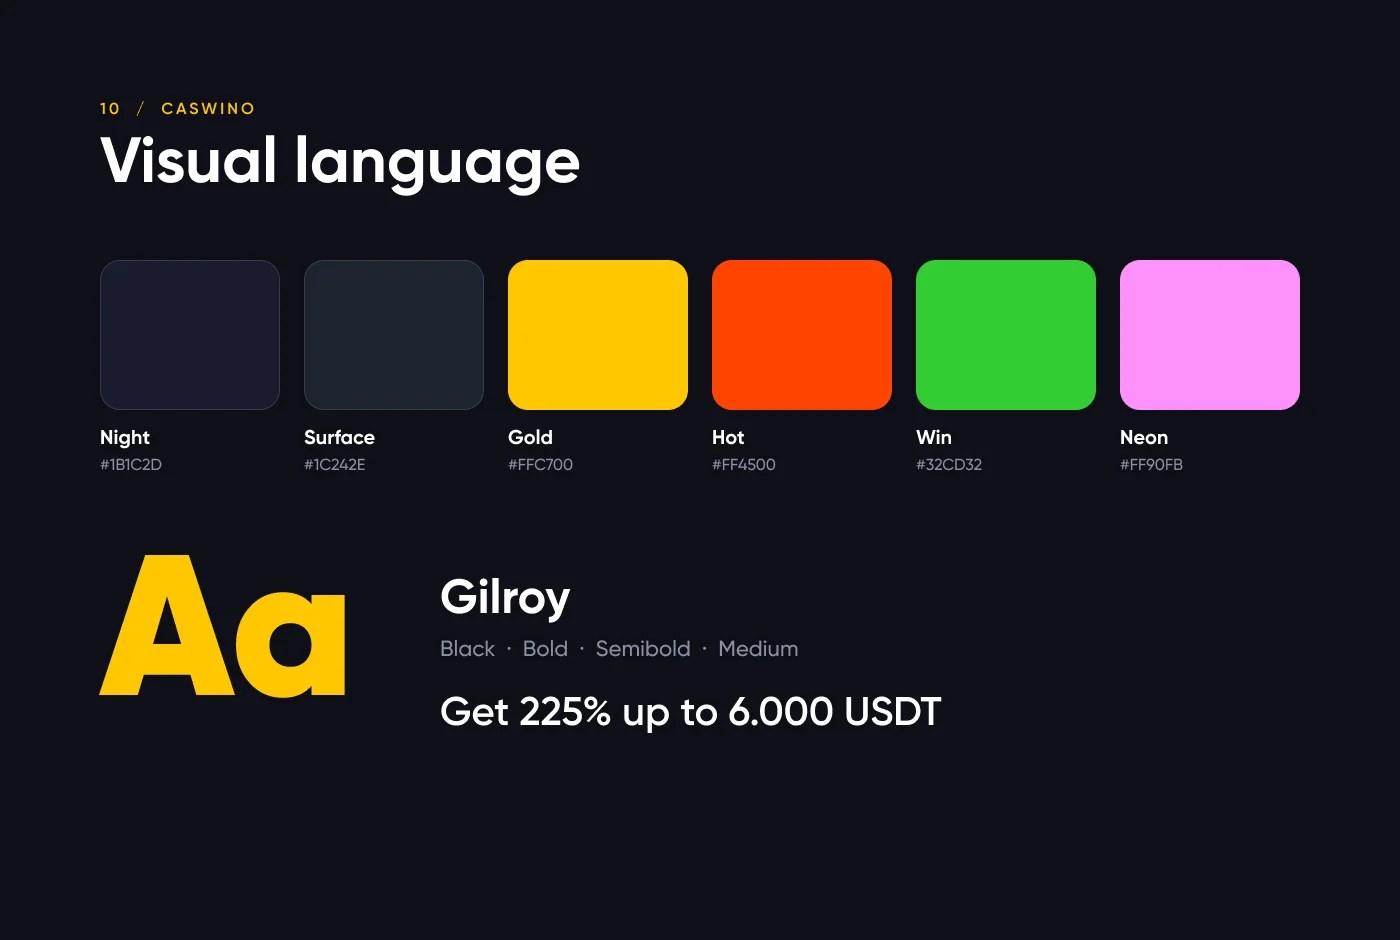 10 / CASWINO
Visual language
Night
#1B1C2D
Surface
#1C242E
Gold
#FFC700
Hot
#FF4500
Win
#32CD32
Neon
#FF90FB
Aa
Gilroy
Black · Bold · Semibold · Medium
Get 225% up to 6.000 USDT